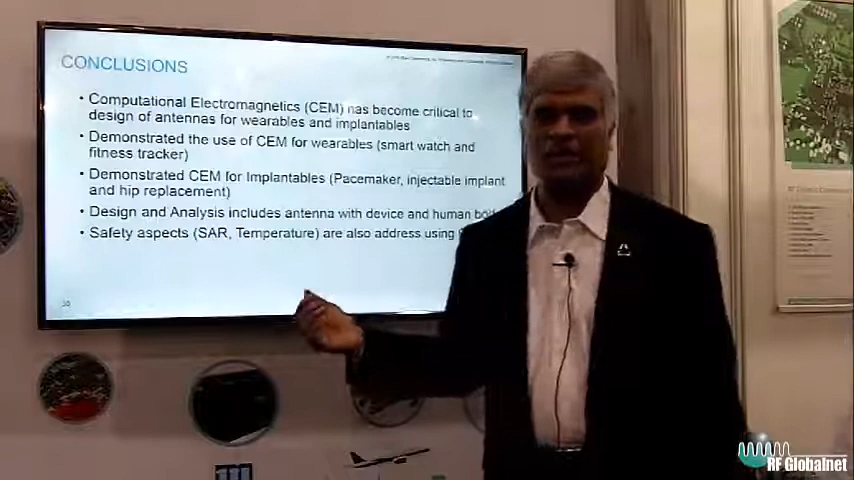 CONCLUSIONS
• Computational Electromagnetics (CEM) has become critical to
design of antennas for wearables and implantables
• Demonstrated the use of CEM for wearables (smart watch and
fitness tracker)
• Demonstrated CEM for Implantables (Pacemaker, injectable implant
and hip replacement)
• Design and Analysis includes antenna with device and human
• Safety aspects (SAR, Temperature) are also address using
RF Globalnet